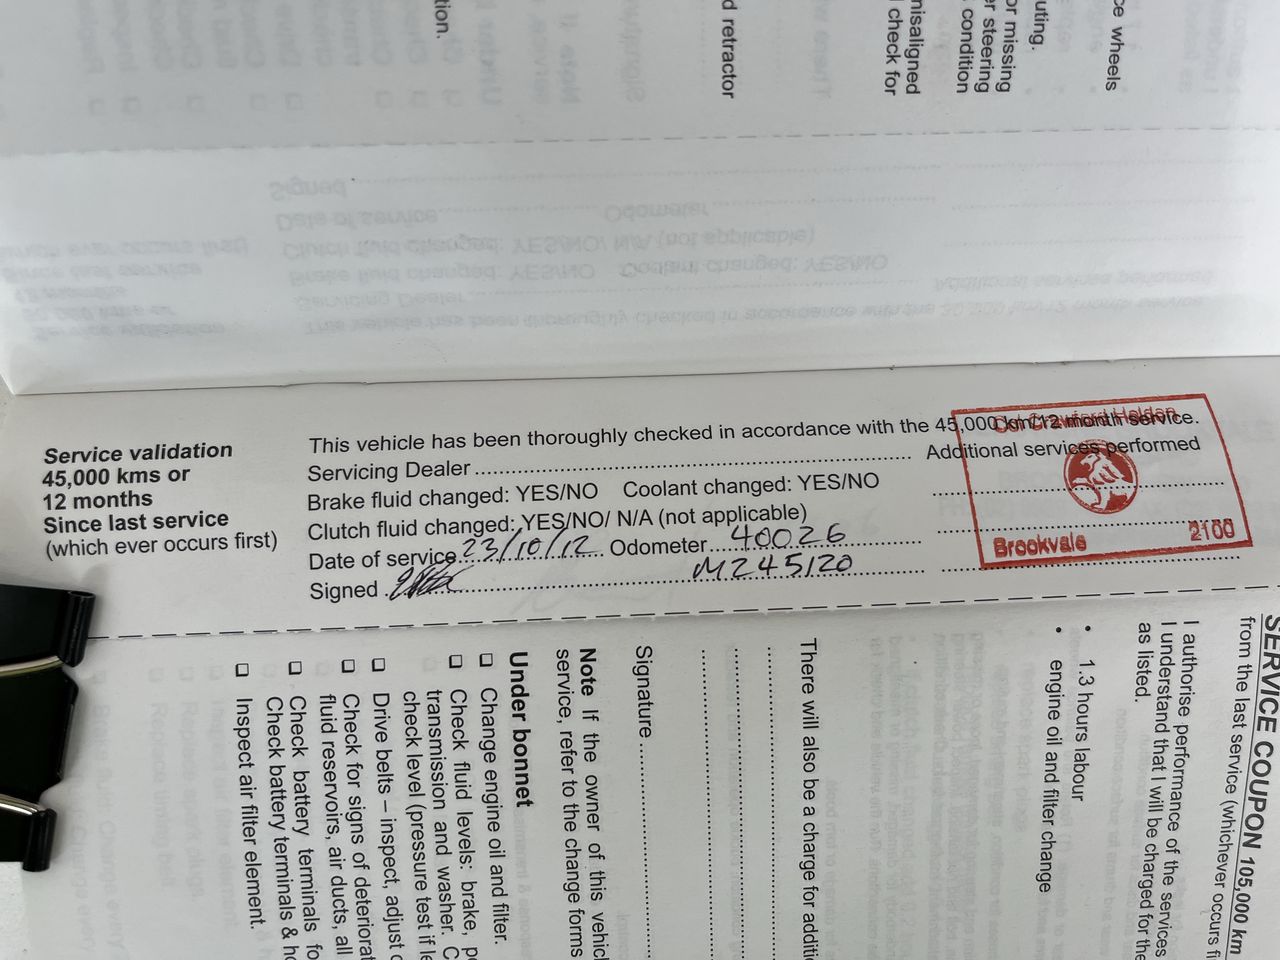 ce wheels
uting.
or missing
r steering
condition
misaligned
check for
d retractor
tion.
Service validation
45,000 kms or
12 months
Since last service
(which ever occurs first)
This vehicle has been thoroughly checked in accordance with the 45,000 km/12 month service.
Servicing Dealer
Additional services performed
Brake fluid changed: YES/NO Coolant changed: YES/NO
Clutch fluid changed: YES/NO/ N/A (not applicable)
Date of service 23/10/12 Odometer 40026
Signed
M245120
Crawford Holden
Brookvale 2100
SERVICE COUPON 105,000 km
from the last service (whichever occurs fi
I authorise performance of the services
I understand that I will be charged for the
as listed.
• 1.3 hours labour
• engine oil and filter change
There will also be a charge for additi
Signature
Note If the owner of this vehicl
service, refer to the change forms
Under bonnet
❑ Change engine oil and filter.
❑ Check fluid levels: brake, po
transmission and washer. C
check level (pressure test if le
❑ Drive belts – inspect, adjust o
❑ Check for signs of deteriorat
fluid reservoirs, air ducts, all
❑ Check battery terminals fo
Check battery terminals & ho
❑ Inspect air filter element.